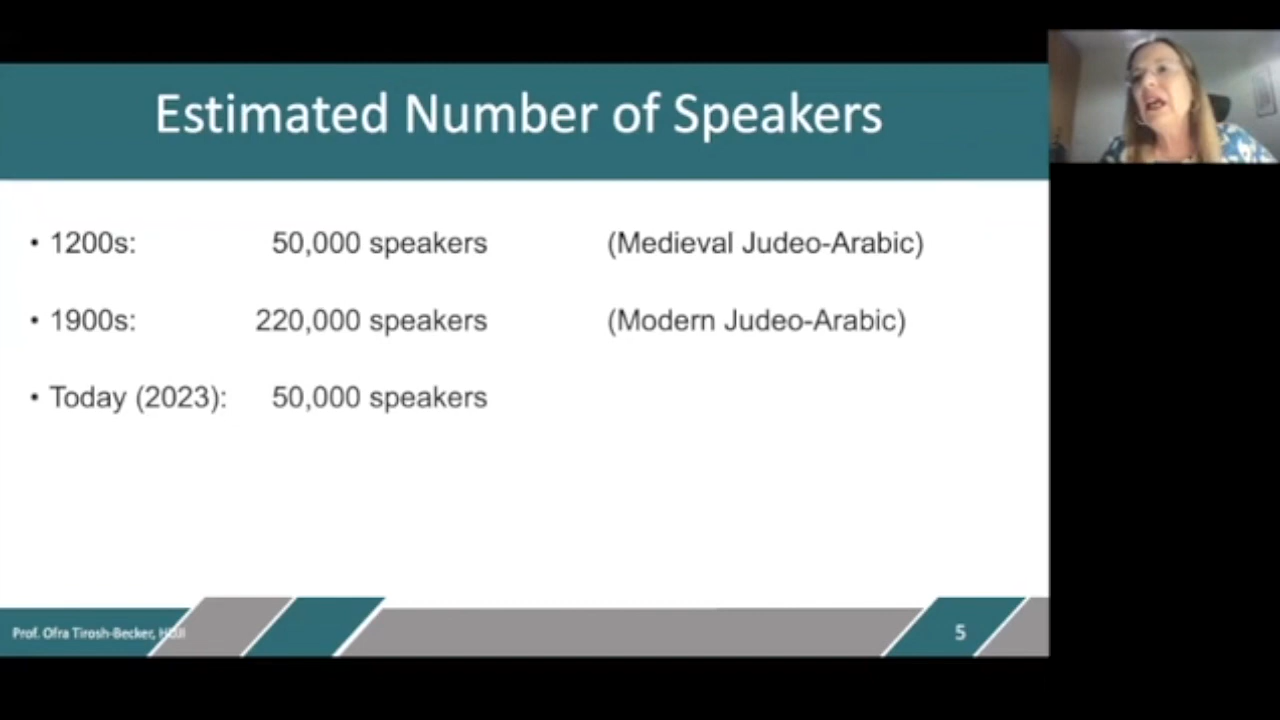 Estimated Number of Speakers
• 1200s: 50,000 speakers (Medieval Judeo-Arabic)
• 1900s: 220,000 speakers (Modern Judeo-Arabic)
• Today (2023): 50,000 speakers
Prof. Ofra Tirosh-Becker, HUJI
5